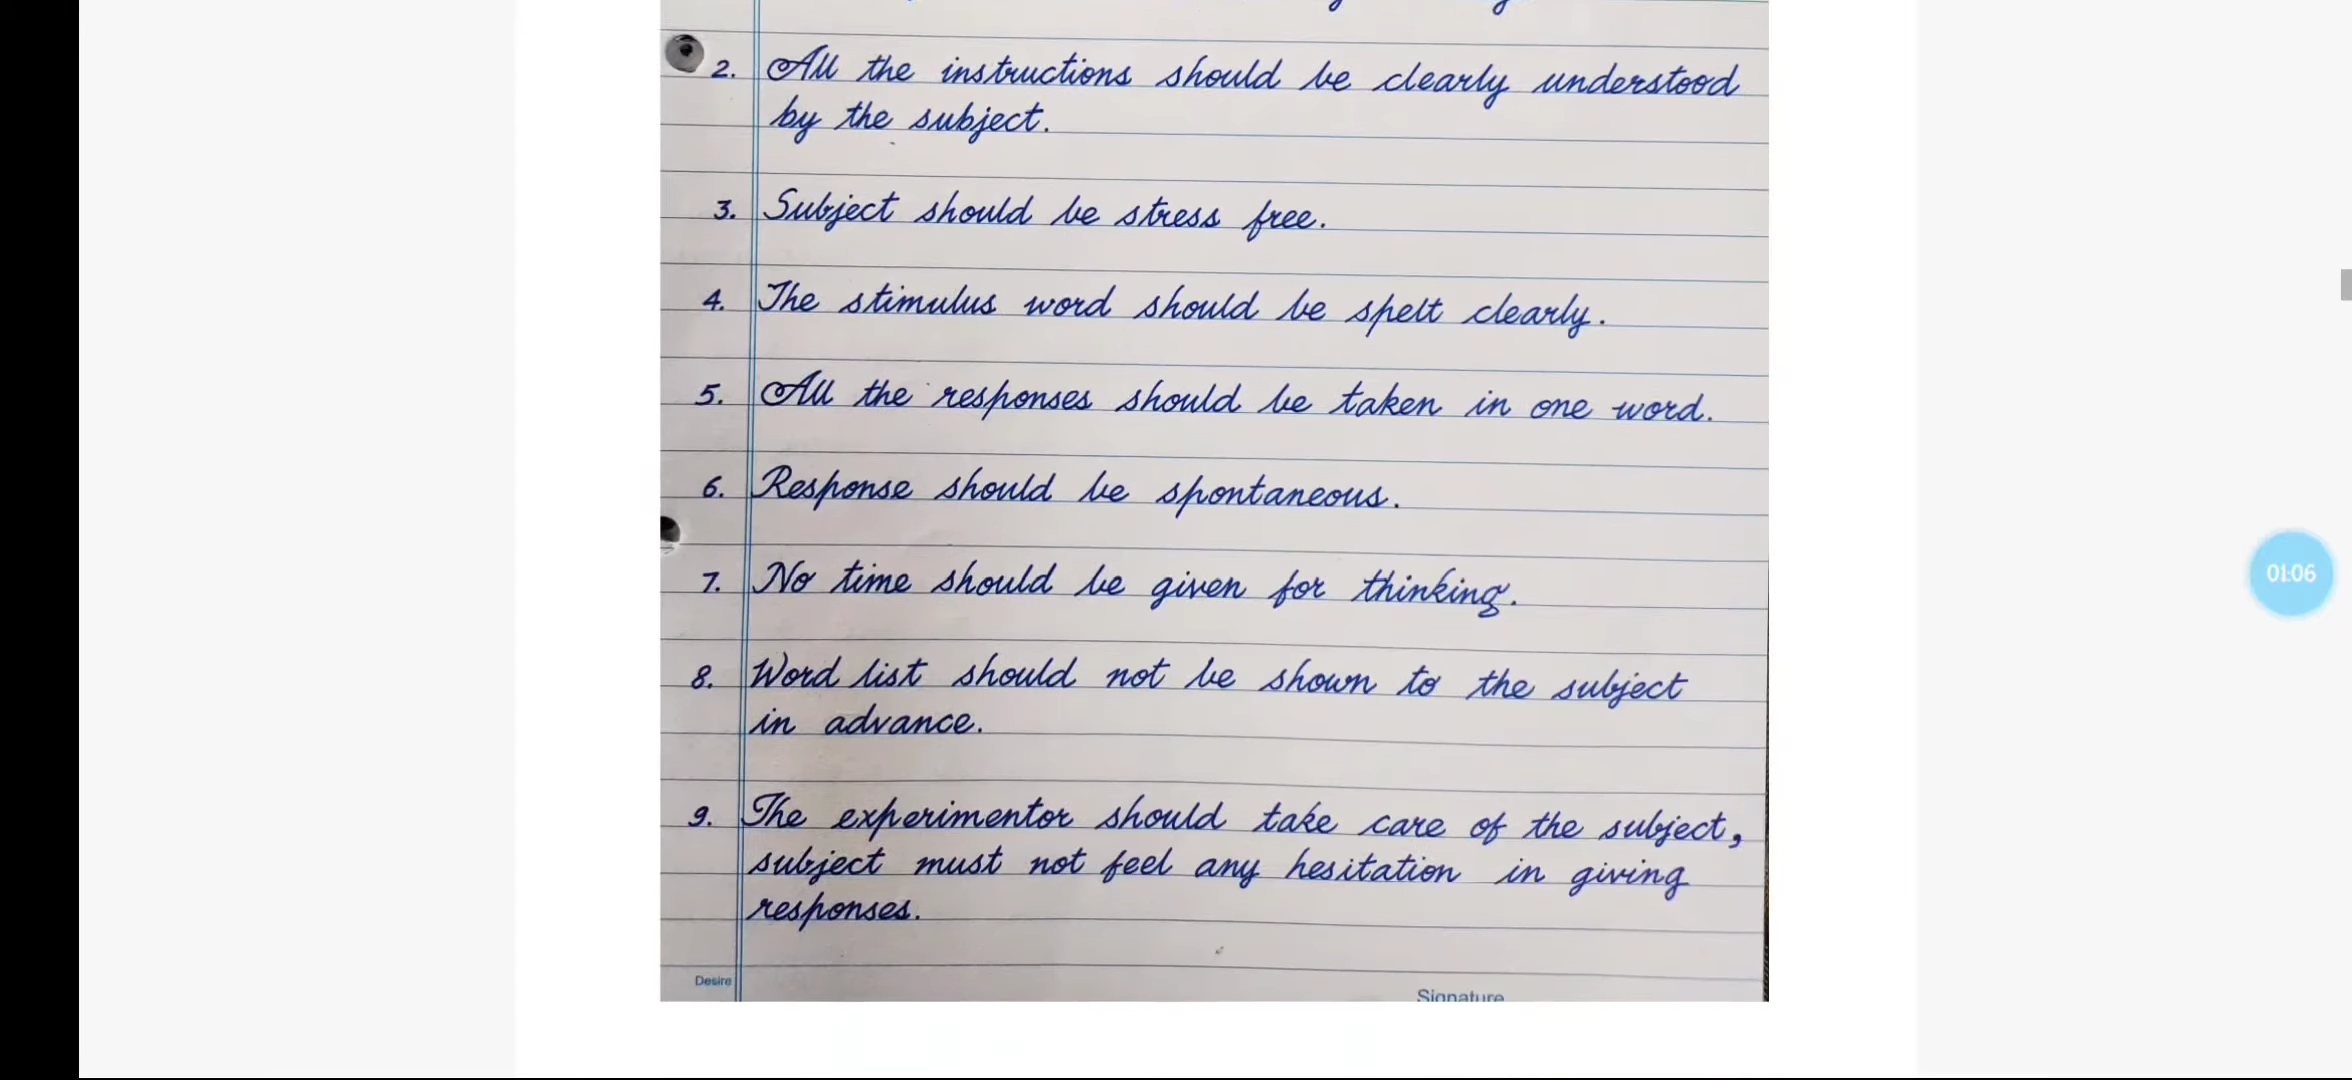 2. All the instructions should be clearly understood
by the subject.
3. Subject should be stress free.
4. The stimulus word should be spelt clearly.
5. All the responses should be taken in one word.
6. Response should be spontaneous.
7. No time should be given for thinking.
8. Word list should not be shown to the subject
in advance.
9. The experimentor should take care of the subject,
subject must not feel any hesitation in giving
responses.
Desire
Signature
01:06